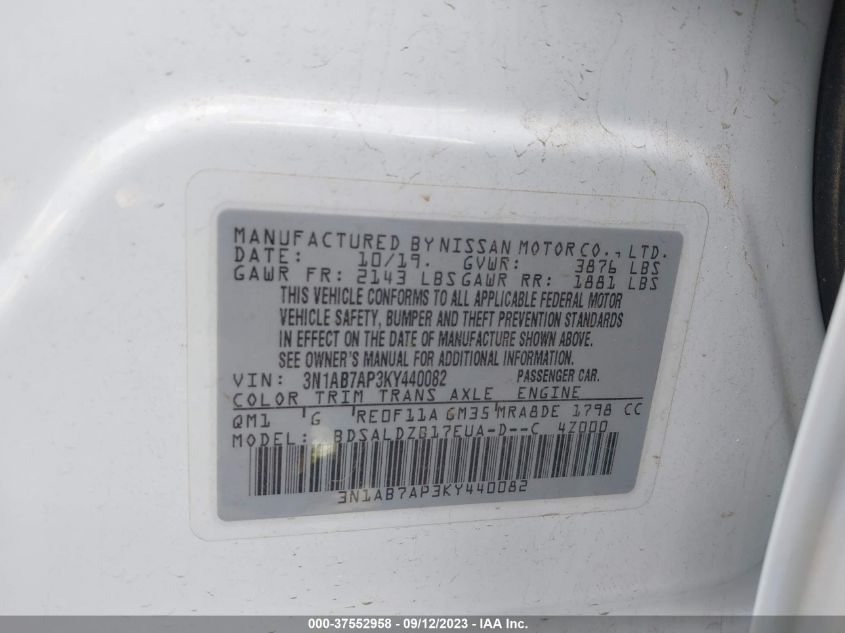 MANUFACTURED BY NISSAN MOTOR CO., LTD.
DATE: 10/19. GVWR: 3876 LBS
GAWR FR: 2143 LBS GAWR RR: 1881 LBS
THIS VEHICLE CONFORMS TO ALL APPLICABLE FEDERAL MOTOR
VEHICLE SAFETY, BUMPER AND THEFT PREVENTION STANDARDS
IN EFFECT ON THE DATE OF MANUFACTURE SHOWN ABOVE.
SEE OWNER'S MANUAL FOR ADDITIONAL INFORMATION.
VIN: 3N1AB7AP3KY440082 PASSENGER CAR.
COLOR TRIM TRANS AXLE ENGINE
QM1 G RE0F11A GM35 MRA8DE 1798 CC
MODEL: BDSALDZB17EUA-D--C 4Z000
3N1AB7AP3KY440082
000-37552958 - 09/12/2023 - IAA Inc.